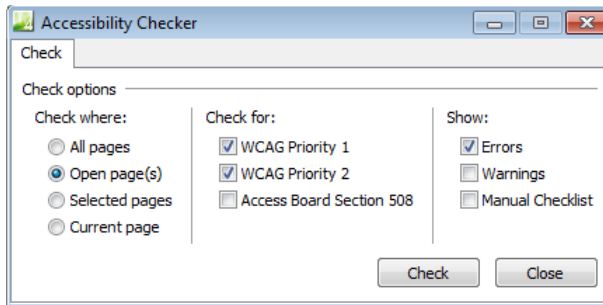 Accessibility Checker
Check
Check options
Check where:
All pages
Open page(s)
Selected pages
Current page
Check for:
WCAG Priority 1
WCAG Priority 2
Access Board Section 508
Show:
Errors
Warnings
Manual Checklist
Check
Close